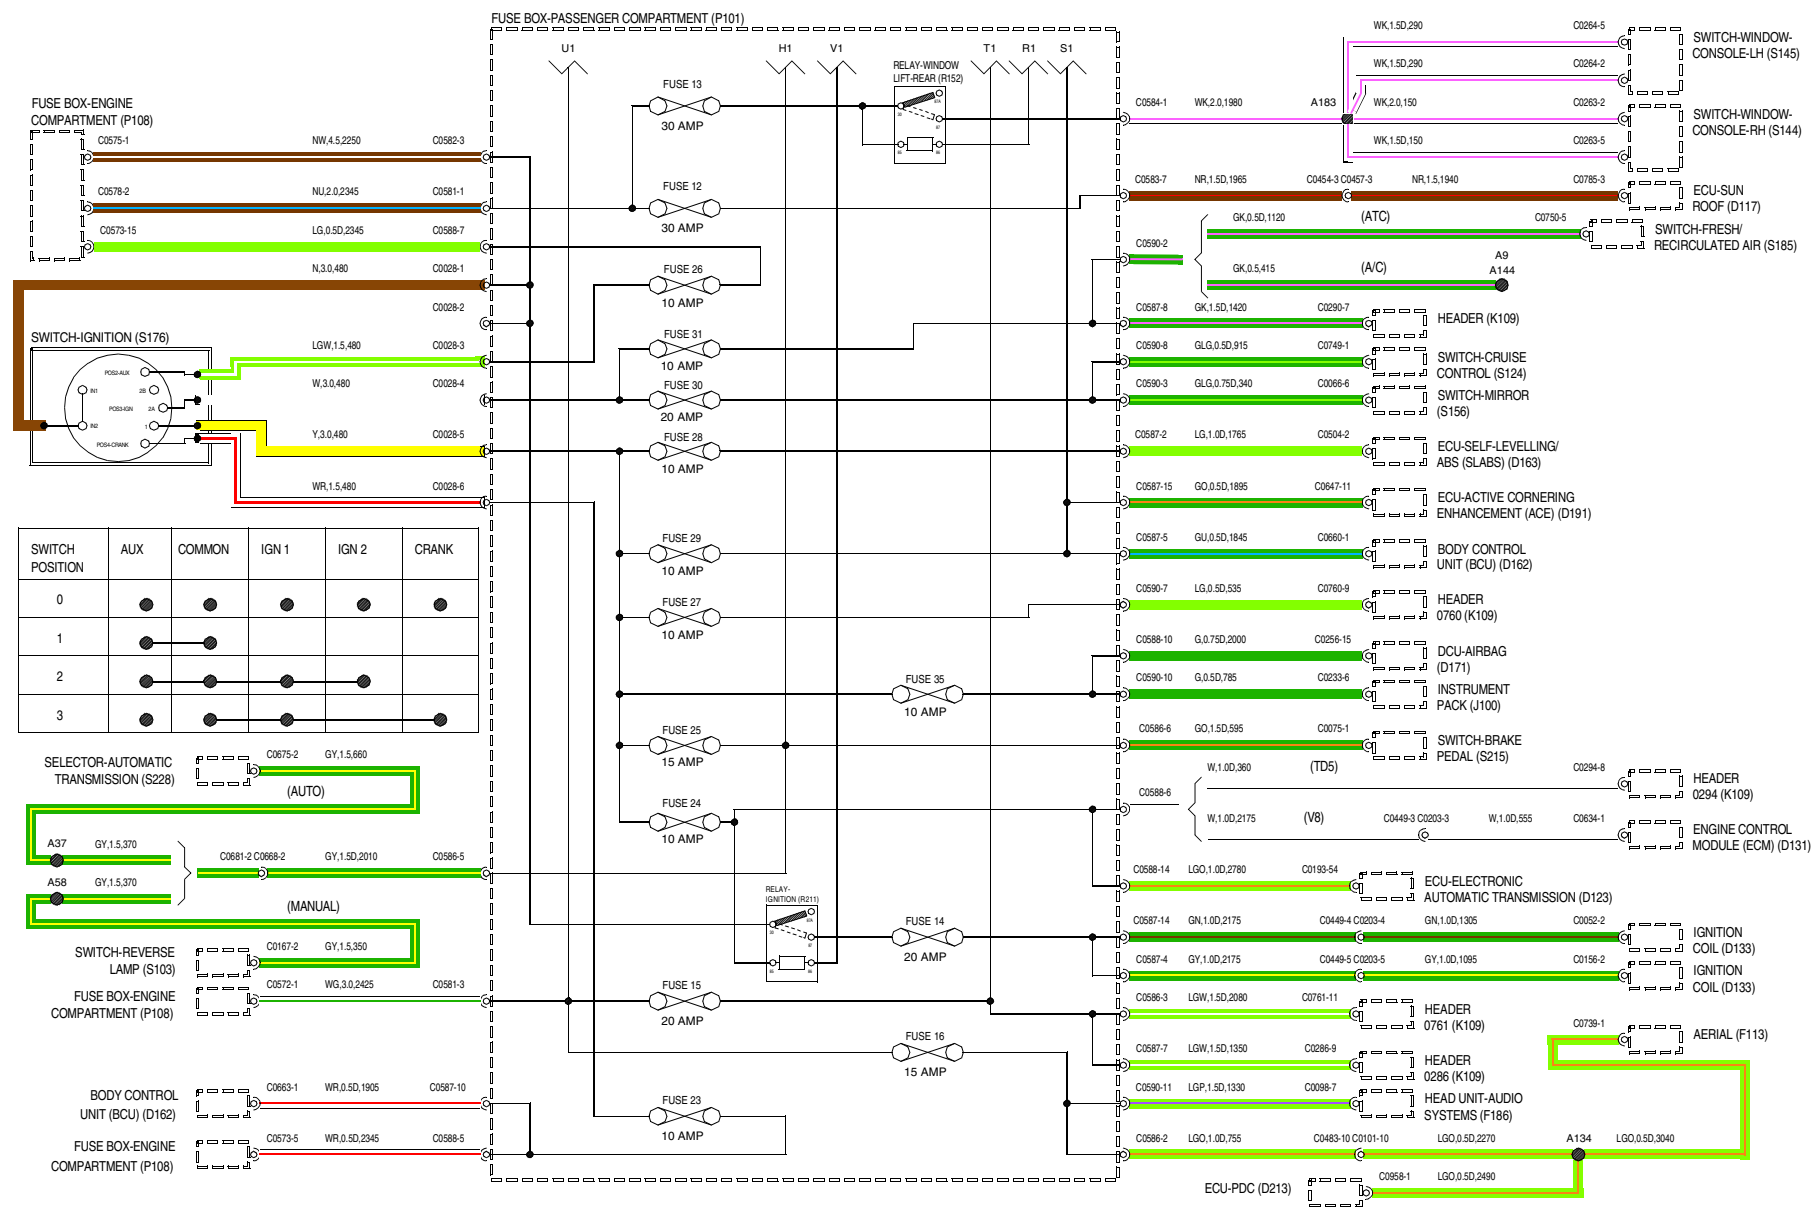 FUSE BOX-PASSENGER COMPARTMENT (P101)
U1
H1
V1
T1
R1
S1
FUSE BOX-ENGINE
COMPARTMENT (P108)
C0575-1
NW,4.5,2250
C0582-3
C0578-2
NU,2.0,2345
C0581-1
C0573-15
LG,0.5D,2345
C0588-7
N,3.0,480
C0028-1
C0028-2
SWITCH-IGNITION (S176)
LGW,1.5,480
C0028-3
W,3.0,480
C0028-4
Y,3.0,480
C0028-5
WR,1.5,480
C0028-6
POS2-AUX
IN1
2B
POS3-IGN
2A
IN2
1
POS4-CRANK
SWITCH
POSITION
AUX
COMMON
IGN 1
IGN 2
CRANK
0
1
2
3
SELECTOR-AUTOMATIC
TRANSMISSION (S228)
C0675-2
GY,1.5,660
(AUTO)
A37
GY,1.5,370
A58
GY,1.5,370
C0681-2 C0668-2
GY,1.5D,2010
C0586-5
(MANUAL)
SWITCH-REVERSE
LAMP (S103)
C0167-2
GY,1.5,350
FUSE BOX-ENGINE
COMPARTMENT (P108)
C0572-1
WG,3.0,2425
C0581-3
BODY CONTROL
UNIT (BCU) (D162)
C0663-1
WR,0.5D,1905
C0587-10
FUSE BOX-ENGINE
COMPARTMENT (P108)
C0573-5
WR,0.5D,2345
C0588-5
FUSE 13
30 AMP
RELAY-WINDOW
LIFT-REAR (R152)
87A
30
87
85
86
FUSE 12
30 AMP
FUSE 26
10 AMP
FUSE 31
10 AMP
FUSE 30
20 AMP
FUSE 28
10 AMP
FUSE 29
10 AMP
FUSE 27
10 AMP
FUSE 35
10 AMP
FUSE 25
15 AMP
FUSE 24
10 AMP
RELAY-
IGNITION (R211)
87A
30
87
85
86
FUSE 14
20 AMP
FUSE 15
20 AMP
FUSE 16
15 AMP
FUSE 23
10 AMP
WK,1.5D,290
C0264-5
SWITCH-WINDOW-
CONSOLE-LH (S145)
WK,1.5D,290
C0264-2
C0584-1
WK,2.0,1980
A183
WK,2.0,150
C0263-2
SWITCH-WINDOW-
CONSOLE-RH (S144)
WK,1.5D,150
C0263-5
C0583-7
NR,1.5D,1965
C0454-3 C0457-3
NR,1.5,1940
C0785-3
ECU-SUN
ROOF (D117)
GK,0.5D,1120
(ATC)
C0750-5
SWITCH-FRESH/
RECIRCULATED AIR (S185)
C0590-2
GK,0.5,415
(A/C)
A9
A144
C0587-8
GK,1.5D,1420
C0290-7
HEADER (K109)
C0590-8
GLG,0.5D,915
C0749-1
SWITCH-CRUISE
CONTROL (S124)
C0590-3
GLG,0.75D,340
C0066-6
SWITCH-MIRROR
(S156)
C0587-2
LG,1.0D,1765
C0504-2
ECU-SELF-LEVELLING/
ABS (SLABS) (D163)
C0587-15
GO,0.5D,1895
C0647-11
ECU-ACTIVE CORNERING
ENHANCEMENT (ACE) (D191)
C0587-5
GU,0.5D,1845
C0660-1
BODY CONTROL
UNIT (BCU) (D162)
C0590-7
LG,0.5D,535
C0760-9
HEADER
0760 (K109)
C0588-10
G,0.75D,2000
C0256-15
DCU-AIRBAG
(D171)
C0590-10
G,0.5D,785
C0233-6
INSTRUMENT
PACK (J100)
C0586-6
GO,1.5D,595
C0075-1
SWITCH-BRAKE
PEDAL (S215)
W,1.0D,360
(TD5)
C0294-8
HEADER
0294 (K109)
C0588-6
W,1.0D,2175
(V8)
C0449-3 C0203-3
W,1.0D,555
C0634-1
ENGINE CONTROL
MODULE (ECM) (D131)
C0588-14
LGO,1.0D,2780
C0193-54
ECU-ELECTRONIC
AUTOMATIC TRANSMISSION (D123)
C0587-14
GN,1.0D,2175
C0449-4 C0203-4
GN,1.0D,1305
C0052-2
IGNITION
COIL (D133)
C0587-4
GY,1.0D,2175
C0449-5 C0203-5
GY,1.0D,1095
C0156-2
IGNITION
COIL (D133)
C0586-3
LGW,1.5D,2080
C0761-11
HEADER
0761 (K109)
C0739-1
AERIAL (F113)
C0587-7
LGW,1.5D,1350
C0286-9
HEADER
0286 (K109)
C0590-11
LGP,1.5D,1330
C0098-7
HEAD UNIT-AUDIO
SYSTEMS (F186)
C0586-2
LGO,1.0D,755
C0483-10 C0101-10
LGO,0.5D,2270
A134
LGO,0.5D,3040
ECU-PDC (D213)
C0958-1
LGO,0.5D,2490